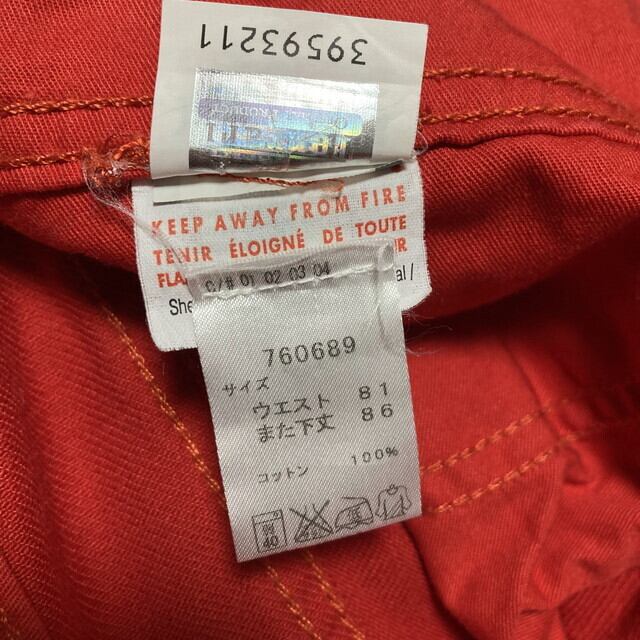 39593211
KEEP AWAY FROM FIRE
TENIR ÉLOIGNÉ DE TOUTE
C/# 01 02 03 04
760689
サイズ
ウエスト 81
また下丈 86
コットン 100%
40